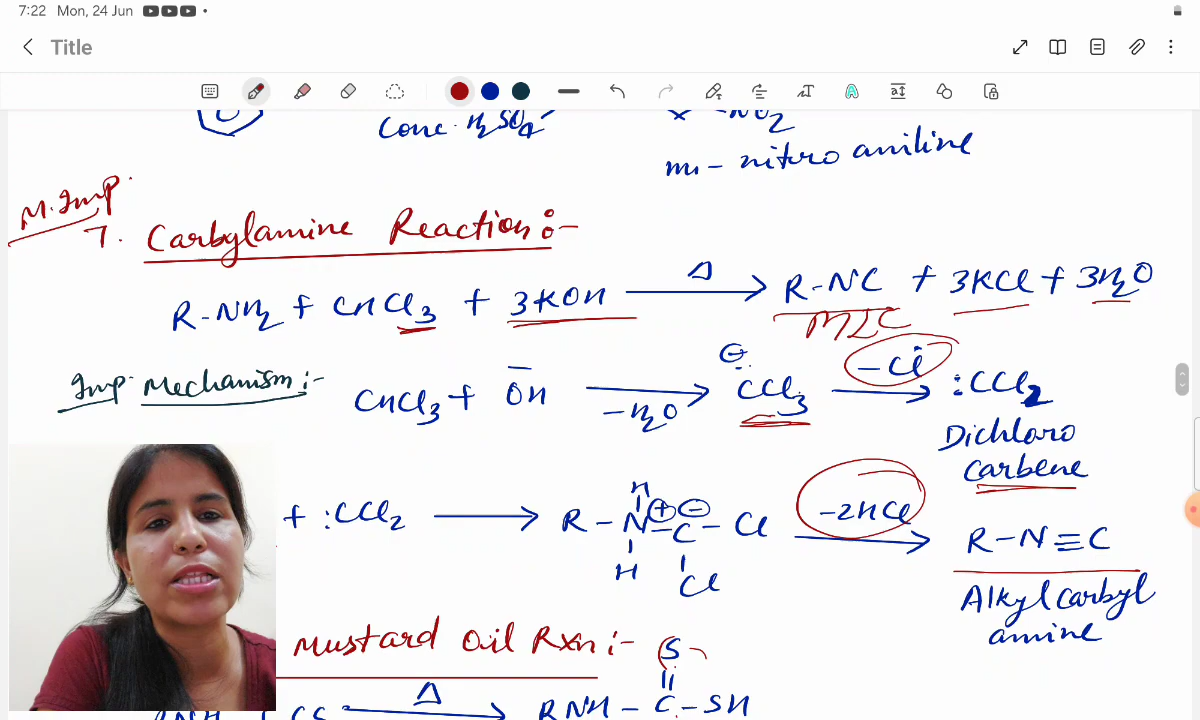 7:22 Mon, 24 Jun
Title
Conc. H₂SO₄
-NO₂
m - nitro aniline
M. Imp.
7. Carbylamine Reaction:-
R-NH₂ + CHCl₃ + 3KOH Δ R-NC + 3KCl + 3H₂O
MIC
Imp Mechanism:- CHCl₃ + OH -H₂O CCl₃ -Cl :CCl₂
Dichloro
carbene
+ :CCl₂ R-N-C-Cl -2HCl R-N≡C
H
H
Cl
Alkyl carbyl
amine
Mustard Oil Rxn:-
S
Δ RNH - C - SH